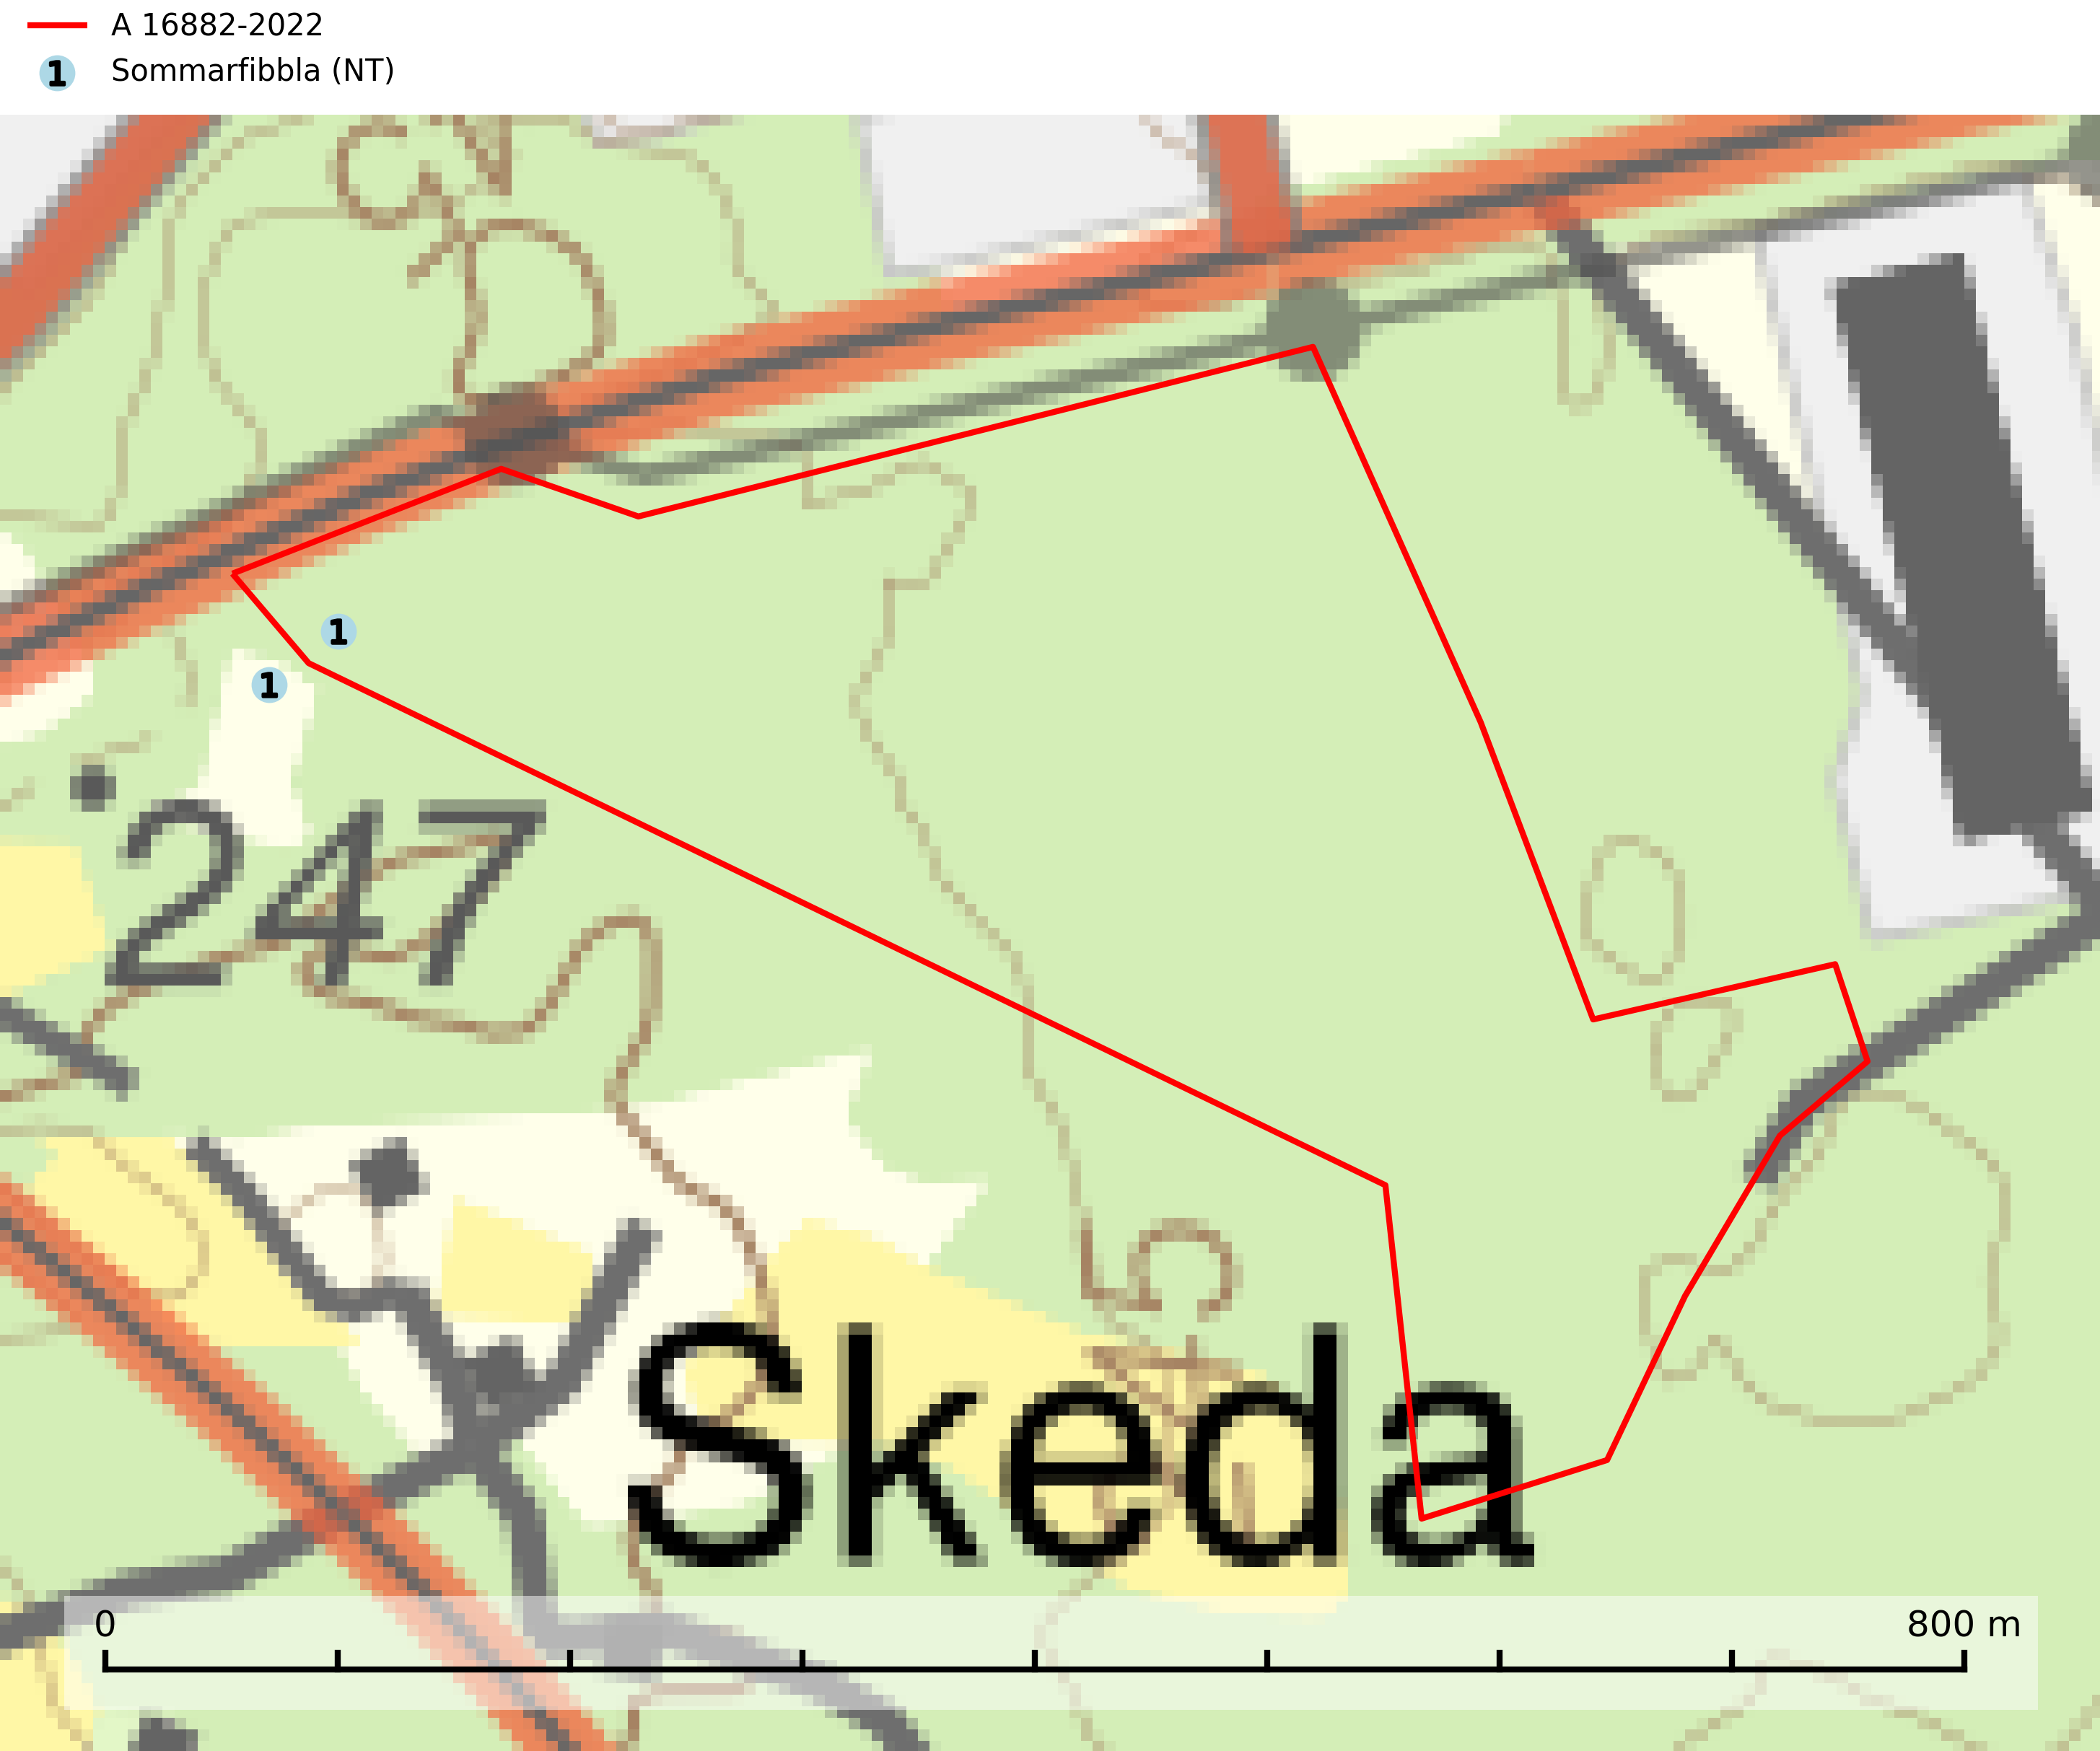 A 16882-2022
1 Sommarfibbla (NT)
1
1
247
Skeda
0 800 m